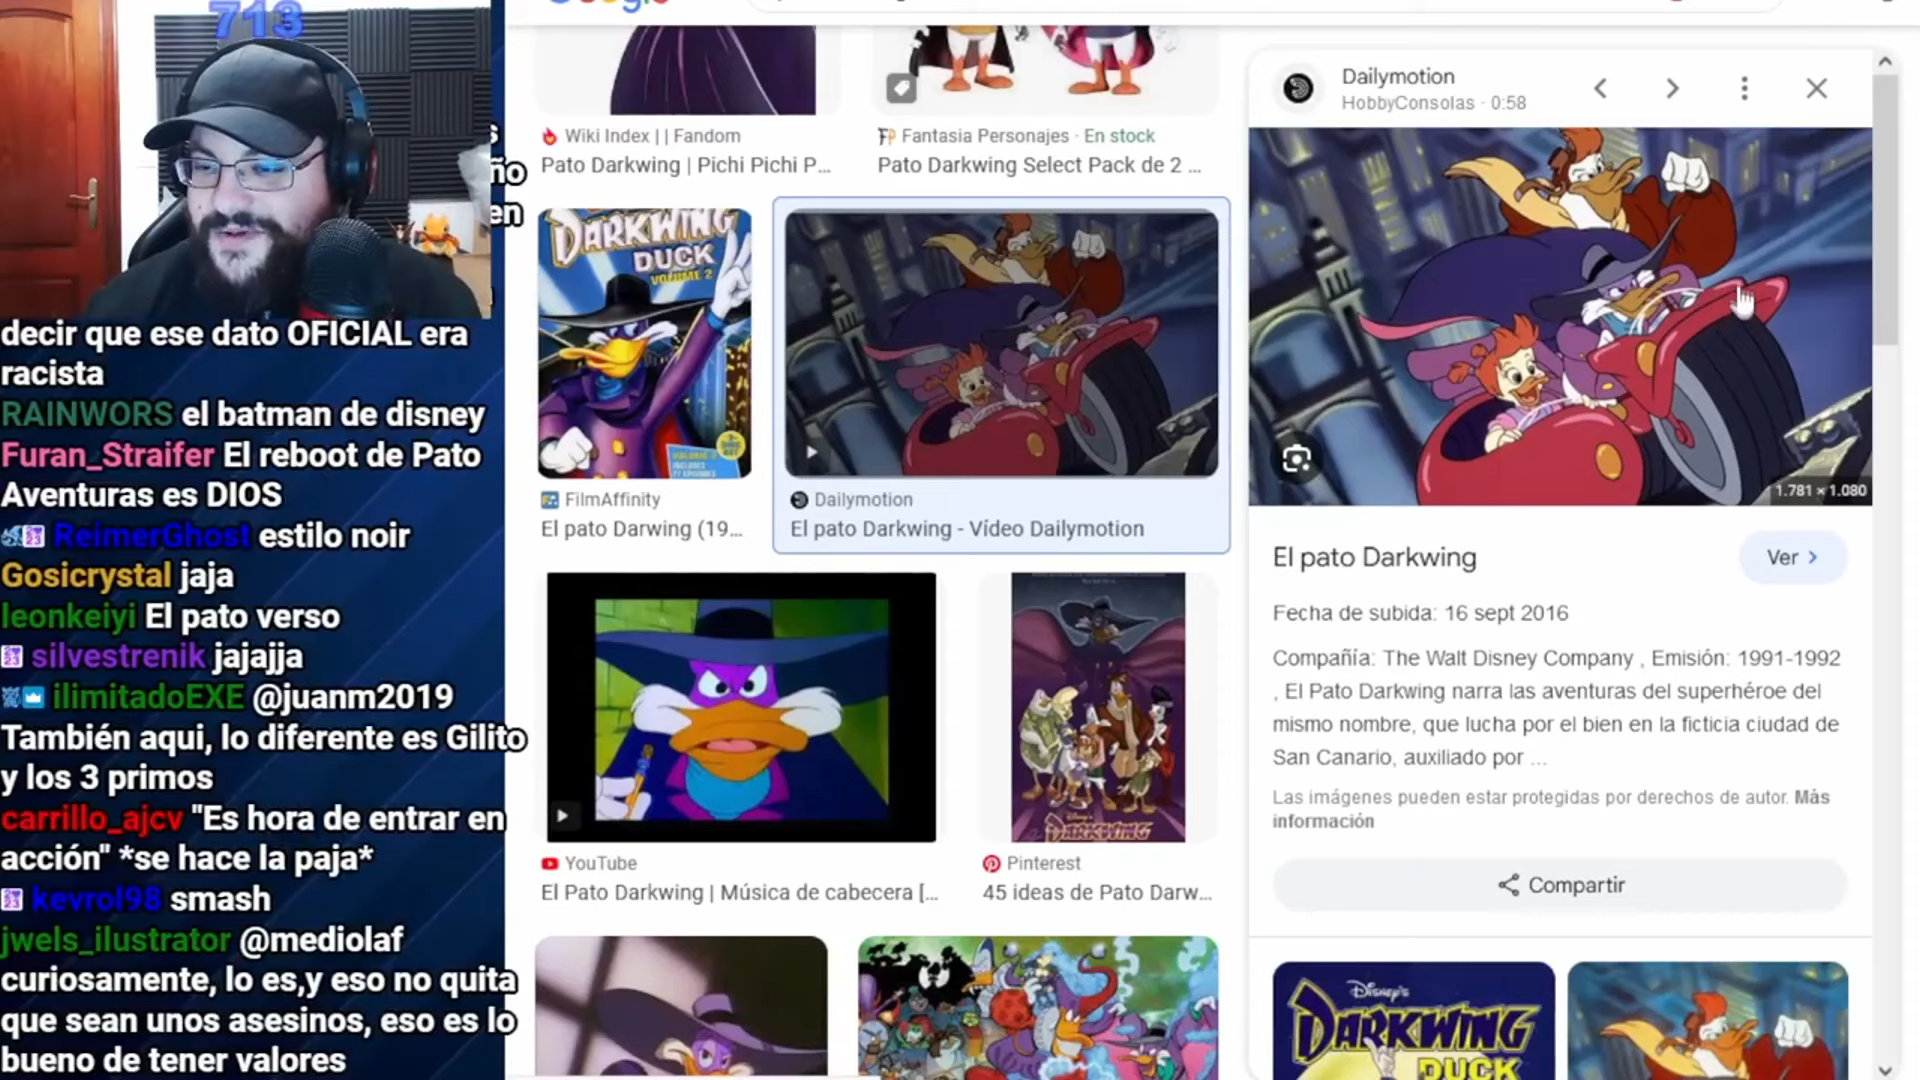 713
decir que ese dato OFICIAL era
racista
RAINWORS el batman de disney
Furan_Straifer El reboot de Pato
Aventuras es DIOS
ReimerGhost estilo noir
Gosicrystal jaja
leonkeiyi El pato verso
silvestrenik jajajja
ilimitadoEXE @juanm2019
También aqui, lo diferente es Gilito
y los 3 primos
carrillo_ajcv "Es hora de entrar en
acción" *se hace la paja*
kevrol98 smash
jwels_ilustrator @mediolaf
curiosamente, lo es,y eso no quita
que sean unos asesinos, eso es lo
bueno de tener valores
Wiki Index | | Fandom
Pato Darkwing | Pichi Pichi P...
Fantasia Personajes · En stock
Pato Darkwing Select Pack de 2 ...
DARKWING
DUCK
VOLUME 2
FilmAffinity
El pato Darwing (19...
Dailymotion
El pato Darkwing - Vídeo Dailymotion
YouTube
El Pato Darkwing | Música de cabecera [...
DARKWING
Pinterest
45 ideas de Pato Darw...
Dailymotion
HobbyConsolas · 0:58
1.781 × 1.080
El pato Darkwing
Ver
Fecha de subida: 16 sept 2016
Compañía: The Walt Disney Company , Emisión: 1991-1992
, El Pato Darkwing narra las aventuras del superhéroe del
mismo nombre, que lucha por el bien en la ficticia ciudad de
San Canario, auxiliado por ...
Las imágenes pueden estar protegidas por derechos de autor. Más
información
Compartir
Disney's
DARKWING
DUCK